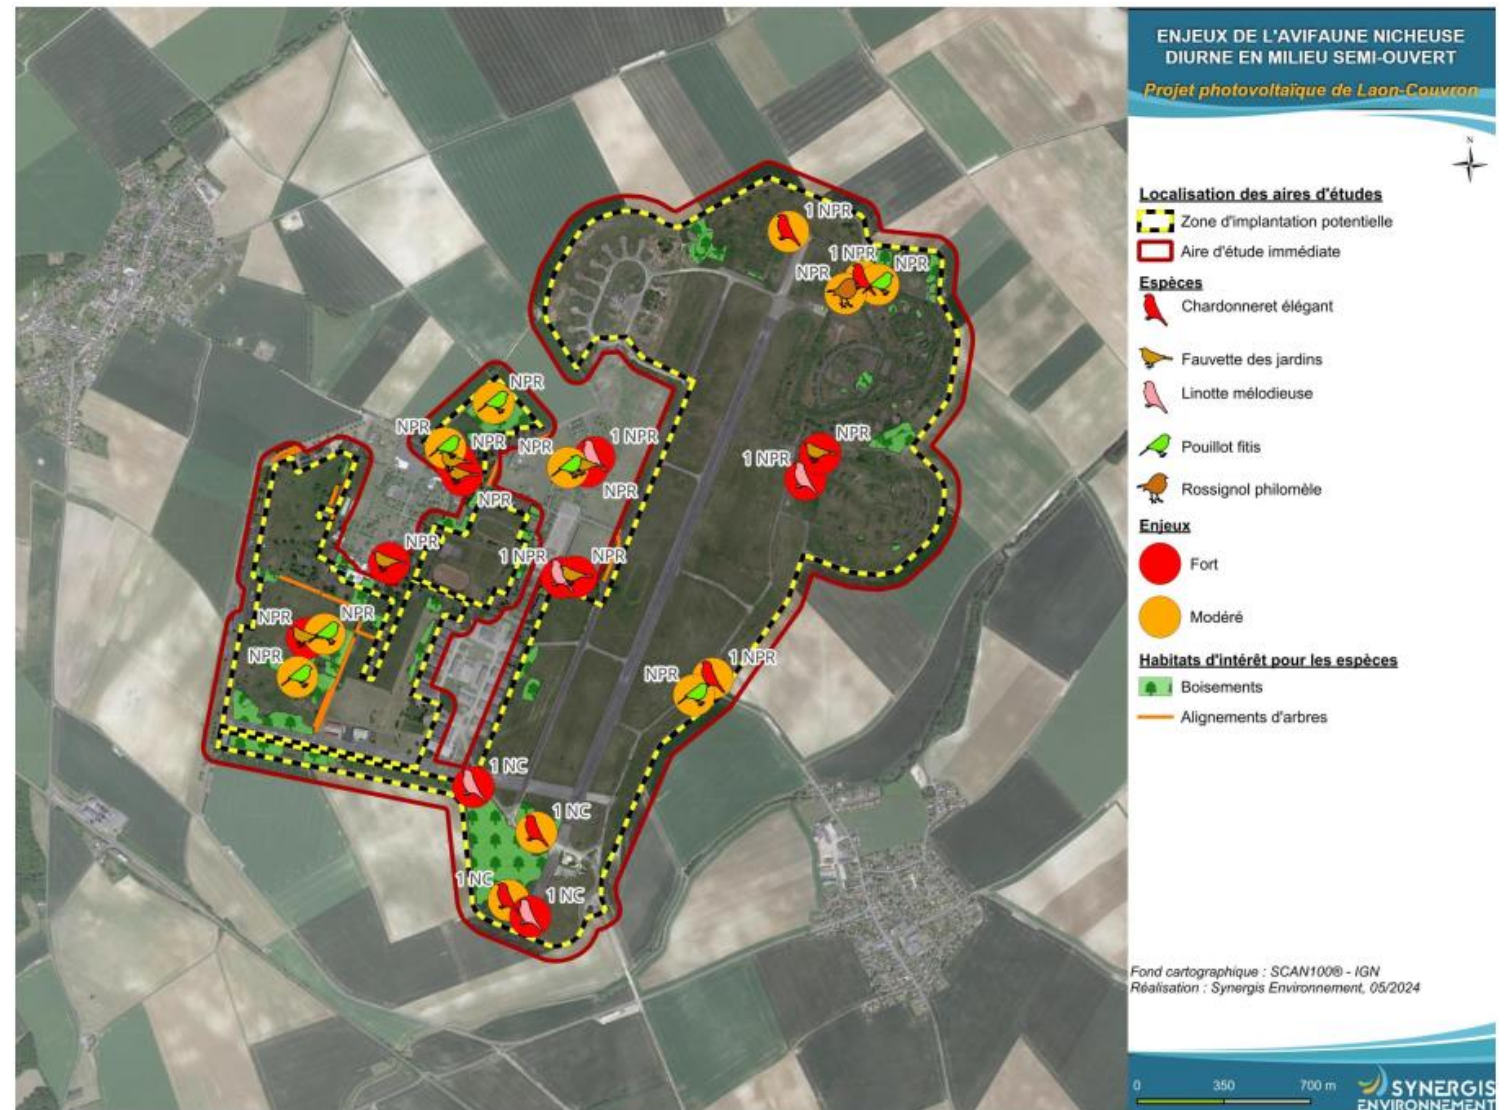 ENJEUX DE L'AVIFAUNE NICHEUSE
DIURNE EN MILIEU SEMI-OUVERT
Projet photovoltaïque de Laon-Couvron
N
Localisation des aires d'études
Zone d'implantation potentielle
Aire d'étude immédiate
Espèces
Chardonneret élégant
Fauvette des jardins
Linotte mélodieuse
Pouillot fitis
Rossignol philomèle
Enjeux
Fort
Modéré
Habitats d'intérêt pour les espèces
Boisements
Alignements d'arbres
Fond cartographique : SCAN100® - IGN
Réalisation : Synergis Environnement, 05/2024
0 350 700 m
SYNERGIS
ENVIRONNEMENT
1 NPR
1 NPR
NPR
NPR
NPR
NPR
NPR
NPR
1 NPR
NPR
NPR
NPR
1 NPR
NPR
1 NPR
NPR
NPR
NPR
NPR
1 NPR
NPR
1 NC
1 NC
1 NC
1 NC